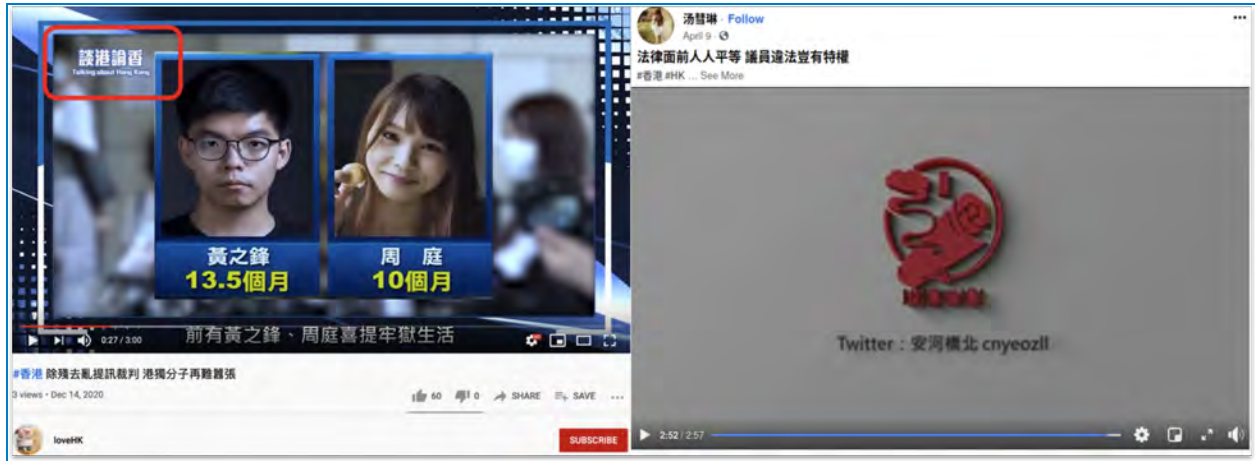 談港論香
Talking about Hong Kong
黃之鋒
13.5個月
周 庭
10個月
前有黃之鋒、周庭喜提牢獄生活
0:27 / 3:00
#香港 除殘去亂提訊裁判 港獨分子再難囂張
3 views • Dec 14, 2020
60
0
SHARE
SAVE
loveHK
SUBSCRIBE
汤彗琳 · Follow
April 9
法律面前人人平等 議員違法豈有特權
#香港 #HK ... See More
Twitter：安河橋北 cnyeozll
2:52 / 2:57